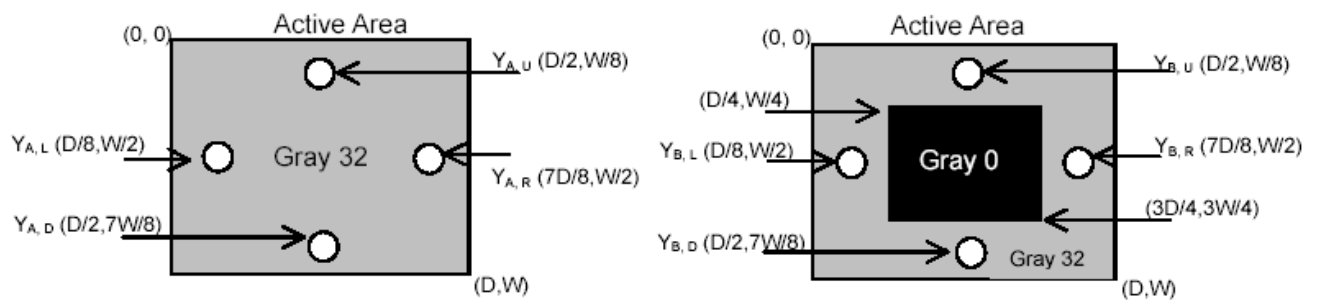 Active Area
(0, 0)
YA, U (D/2,W/8)
YA, L (D/8,W/2)
Gray 32
YA, R (7D/8,W/2)
YA, D (D/2,7W/8)
(D,W)
Active Area
(0, 0)
YB, U (D/2,W/8)
(D/4,W/4)
YB, L (D/8,W/2)
Gray 0
YB, R (7D/8,W/2)
(3D/4,3W/4)
YB, D (D/2,7W/8)
Gray 32
(D,W)